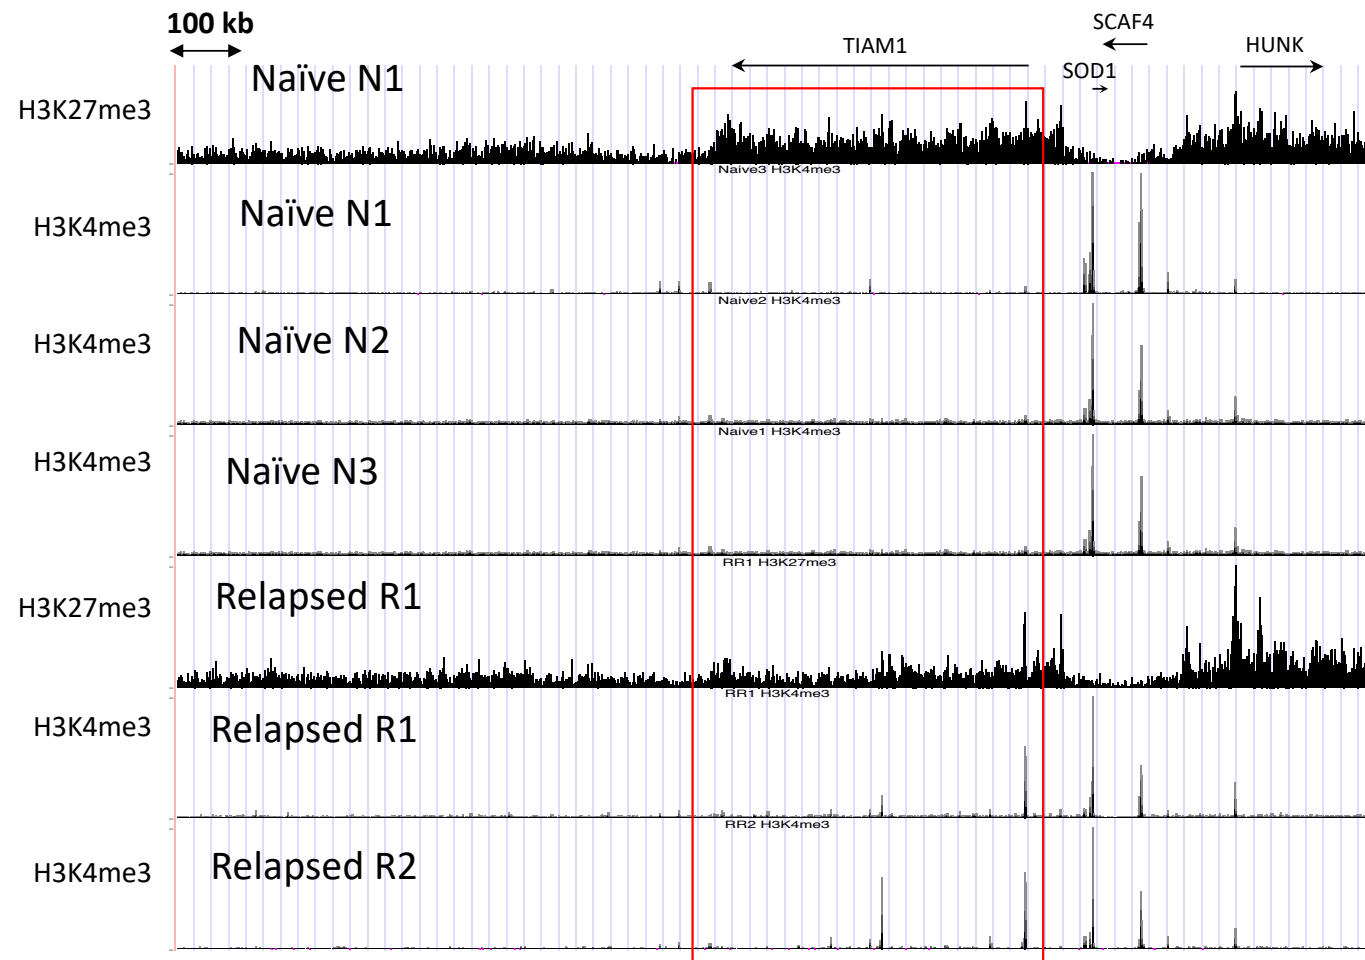 100 kb
SCAF4
TIAM1
HUNK
SOD1
Naïve N1
H3K27me3
Naive3 H3K4me3
Naïve N1
H3K4me3
Naive2 H3K4me3
Naïve N2
H3K4me3
Naive1 H3K4me3
Naïve N3
H3K4me3
RR1 H3K27me3
Relapsed R1
H3K27me3
RR1 H3K4me3
Relapsed R1
H3K4me3
RR2 H3K4me3
Relapsed R2
H3K4me3